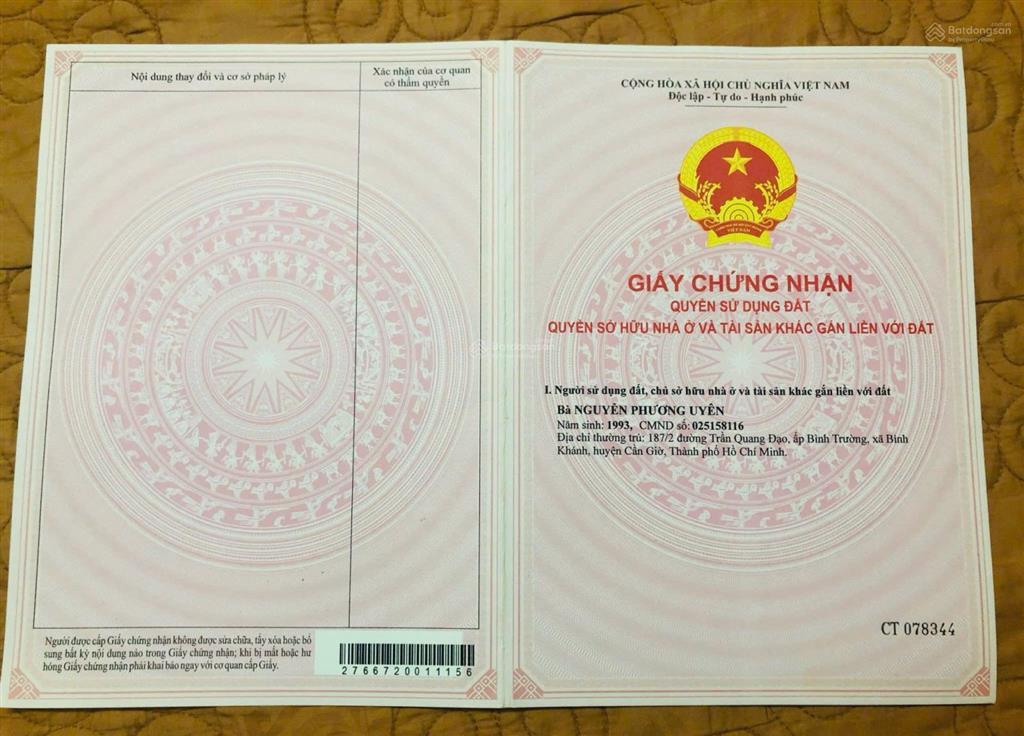 Batdongsan
by PropertyGuru
Nội dung thay đổi và cơ sở pháp lý
Xác nhận của cơ quan
có thẩm quyền
Người được cấp Giấy chứng nhận không được sửa chữa, tẩy xóa hoặc bổ
sung bất kỳ nội dung nào trong Giấy chứng nhận; khi bị mất hoặc hư
hỏng Giấy chứng nhận phải khai báo ngay với cơ quan cấp Giấy.
2766720011156
CỘNG HÒA XÃ HỘI CHỦ NGHĨA VIỆT NAM
Độc lập - Tự do - Hạnh phúc
VIỆT NAM
GIẤY CHỨNG NHẬN
QUYỀN SỬ DỤNG ĐẤT
QUYỀN SỞ HỮU NHÀ Ở VÀ TÀI SẢN KHÁC GẮN LIỀN VỚI ĐẤT
Batdongsan
I. Người sử dụng đất, chủ sở hữu nhà ở và tài sản khác gắn liền với đất
Bà NGUYỄN PHƯƠNG UYÊN
Năm sinh: 1993, CMND số: 025158116
Địa chỉ thường trú: 187/2 đường Trần Quang Đạo, ấp Bình Trường, xã Bình
Khánh, huyện Cần Giờ, Thành phố Hồ Chí Minh.
CT 078344